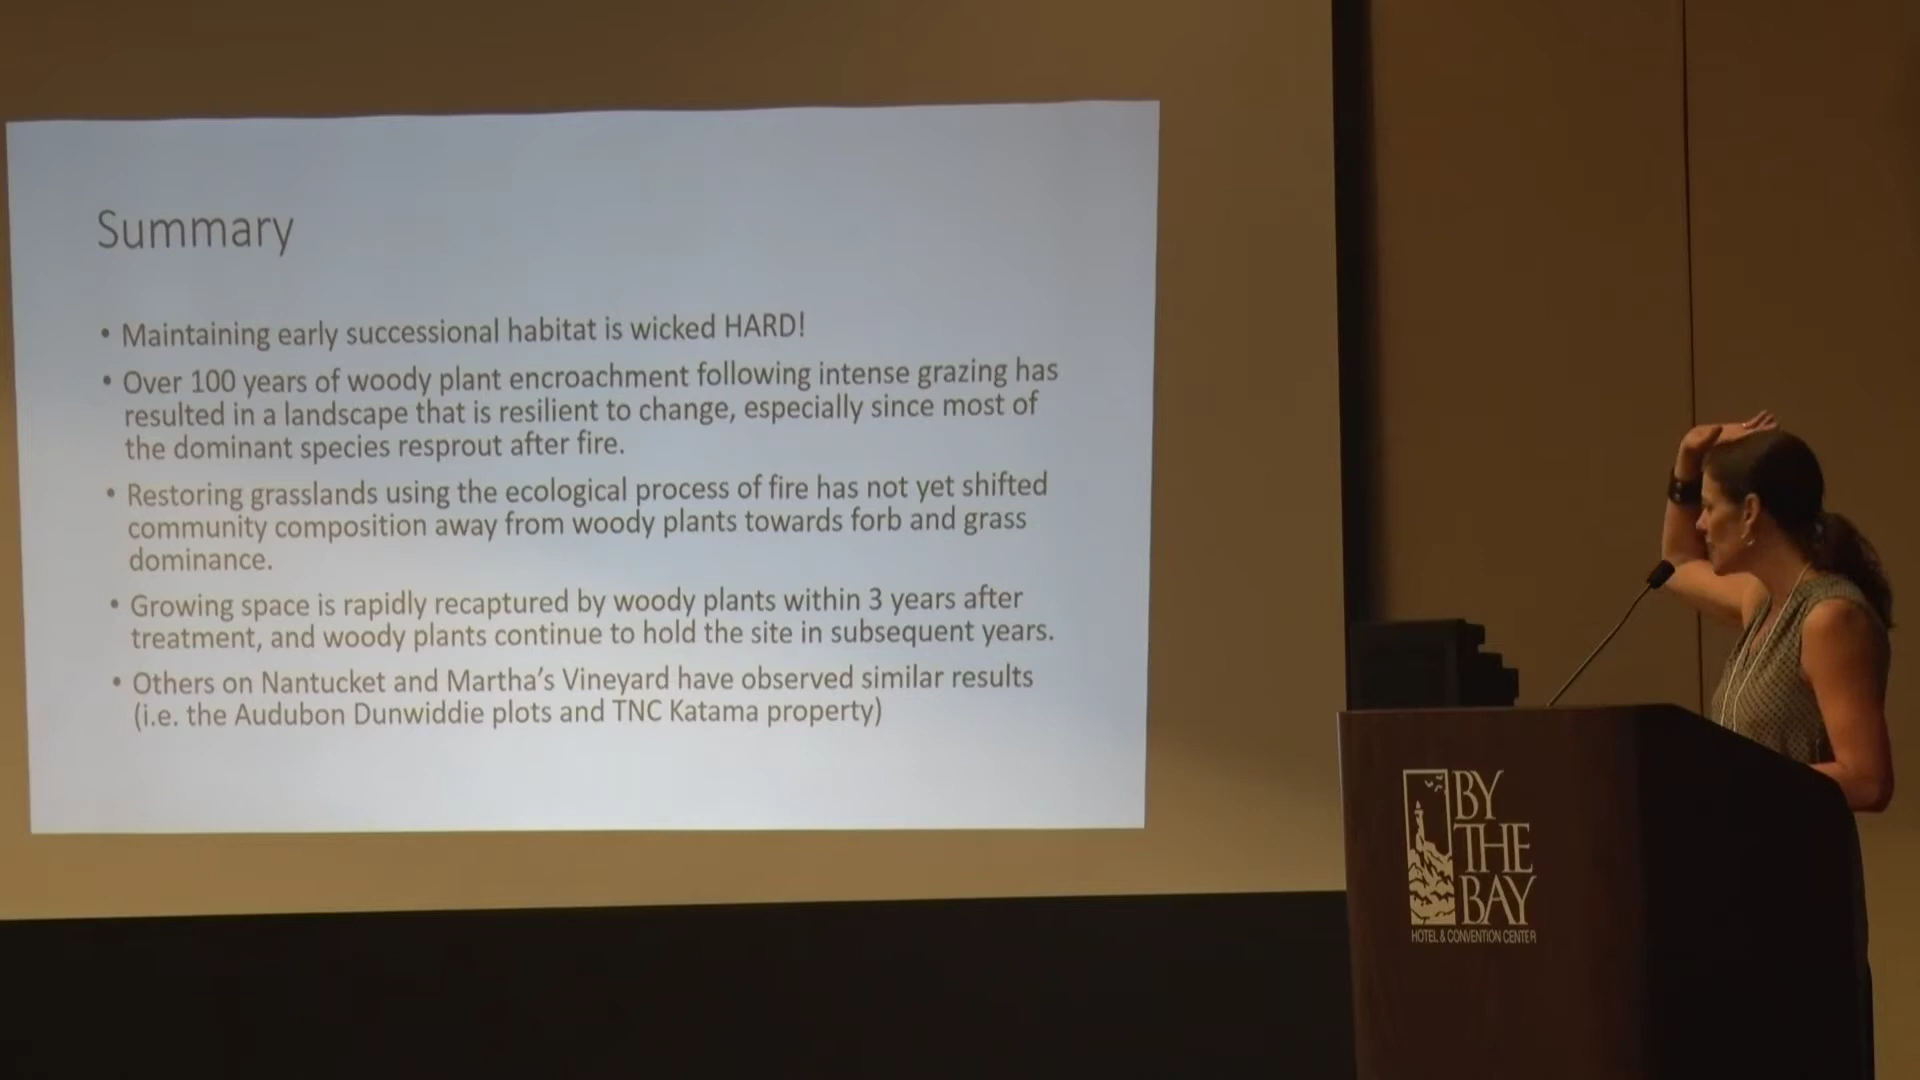 Summary
• Maintaining early successional habitat is wicked HARD!
• Over 100 years of woody plant encroachment following intense grazing has
resulted in a landscape that is resilient to change, especially since most of
the dominant species resprout after fire.
• Restoring grasslands using the ecological process of fire has not yet shifted
community composition away from woody plants towards forb and grass
dominance.
• Growing space is rapidly recaptured by woody plants within 3 years after
treatment, and woody plants continue to hold the site in subsequent years.
• Others on Nantucket and Martha’s Vineyard have observed similar results
(i.e. the Audubon Dunwiddie plots and TNC Katama property)
BY
THE
BAY
HOTEL & CONVENTION CENTER